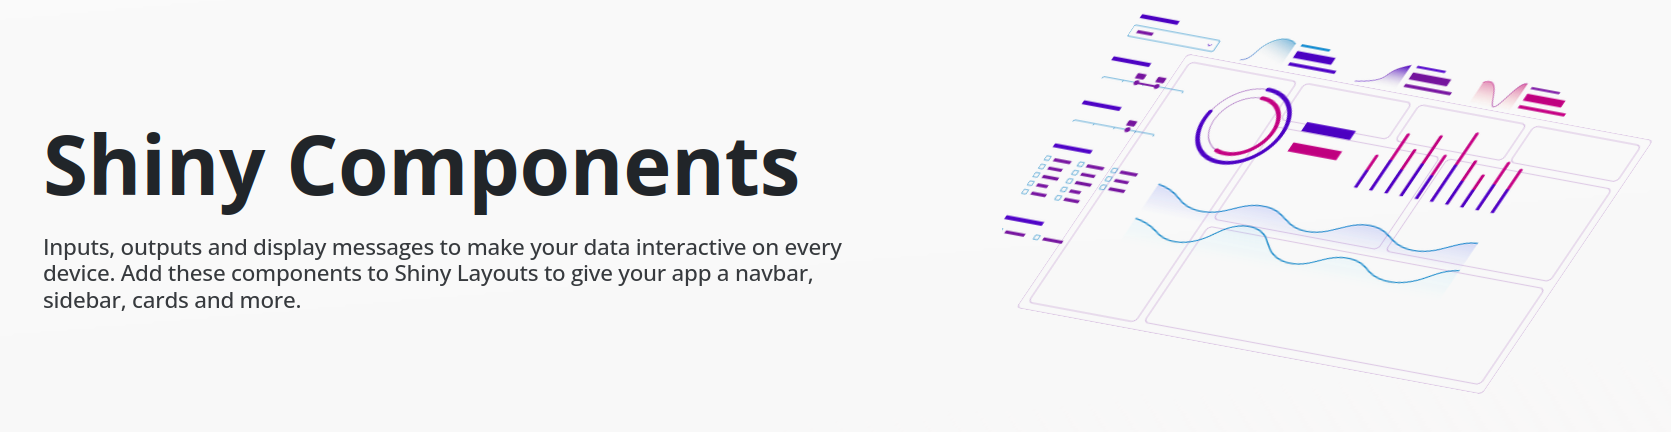 Shiny Components
Inputs, outputs and display messages to make your data interactive on every
device. Add these components to Shiny Layouts to give your app a navbar,
sidebar, cards and more.